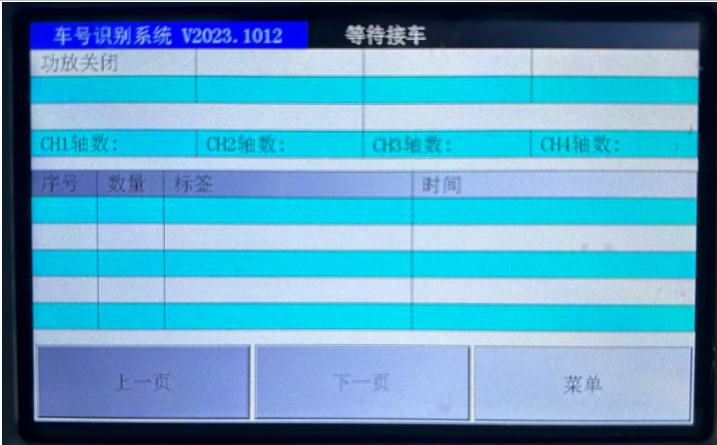 车号识别系统 V2023.1012 等待接车
功放关闭
CH1轴数: CH2轴数: CH3轴数: CH4轴数:
序号 数量 标签 时间
上一页 下一页 菜单